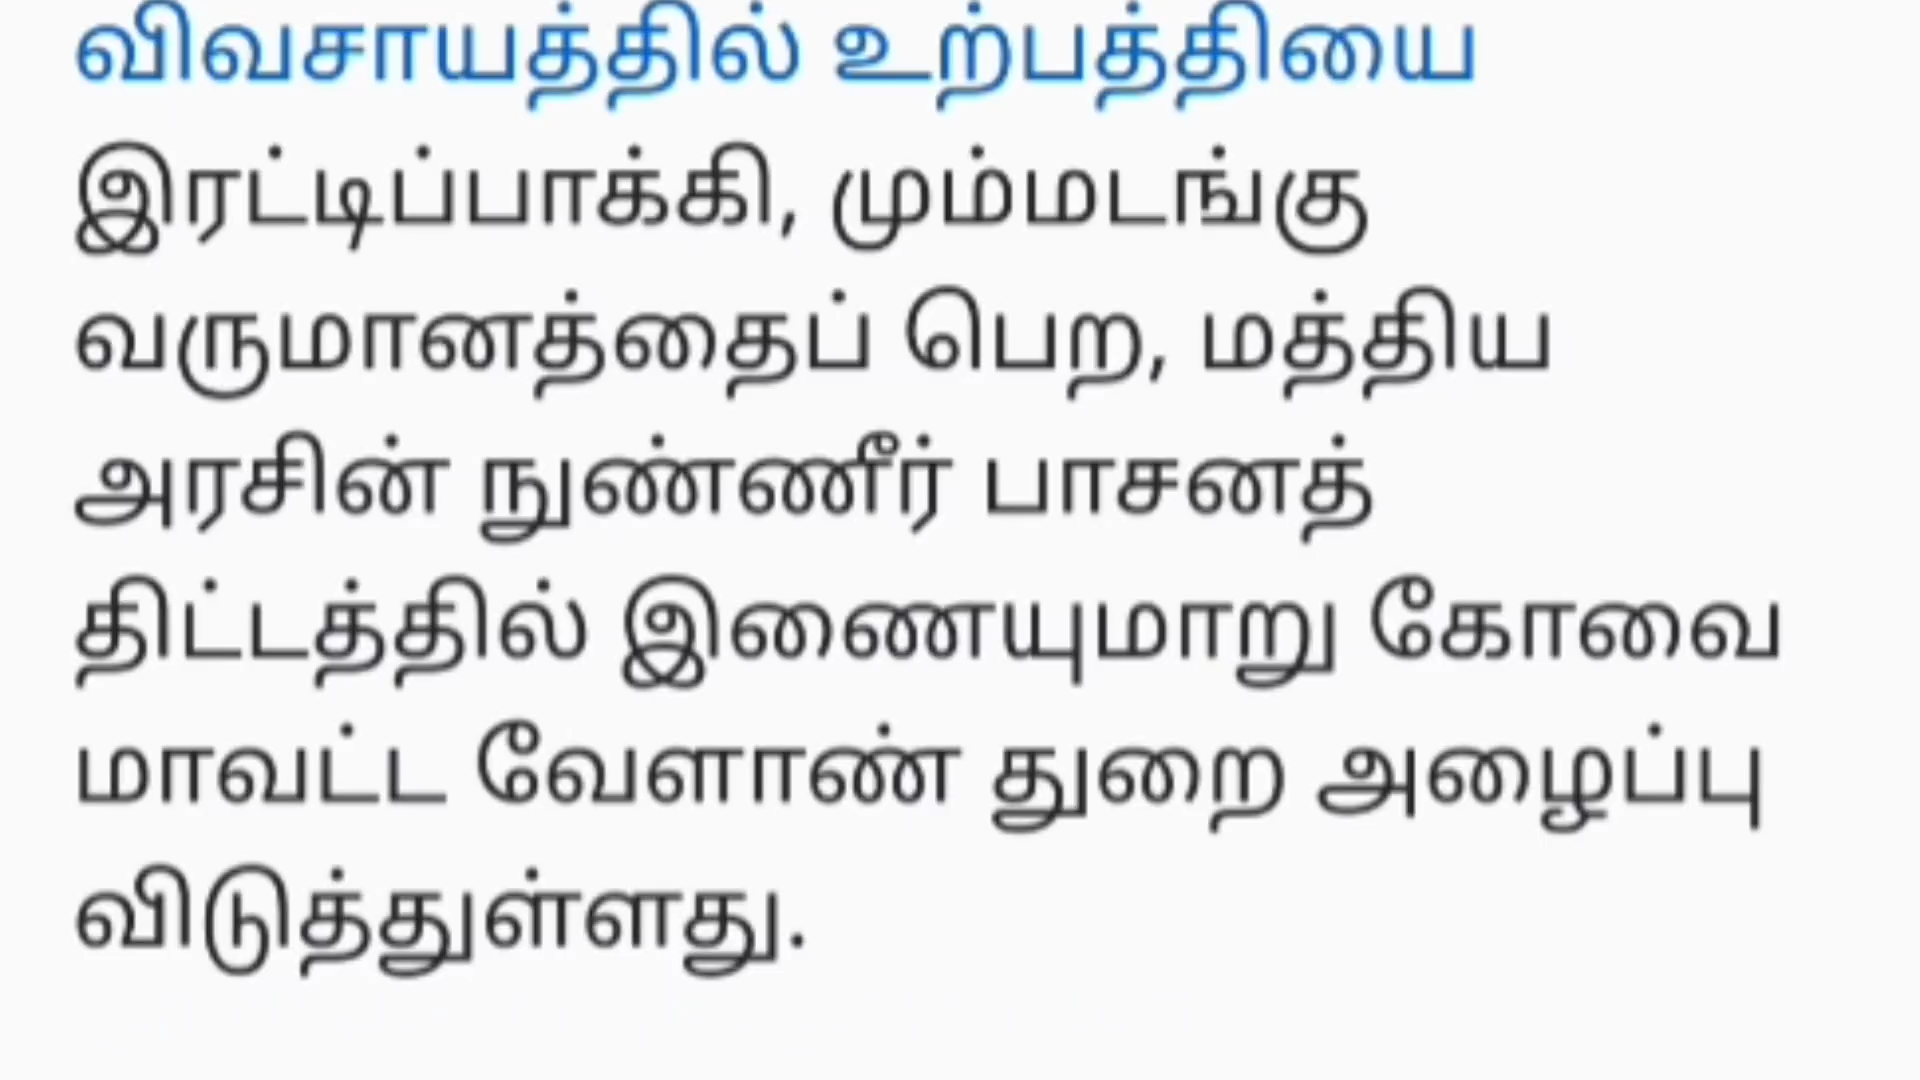 விவசாயத்தில் உற்பத்தியை
இரட்டிப்பாக்கி, மும்மடங்கு
வருமானத்தைப் பெற, மத்திய
அரசின் நுண்ணீர் பாசனத்
திட்டத்தில் இணையுமாறு கோவை
மாவட்ட வேளாண் துறை அழைப்பு
விடுத்துள்ளது.